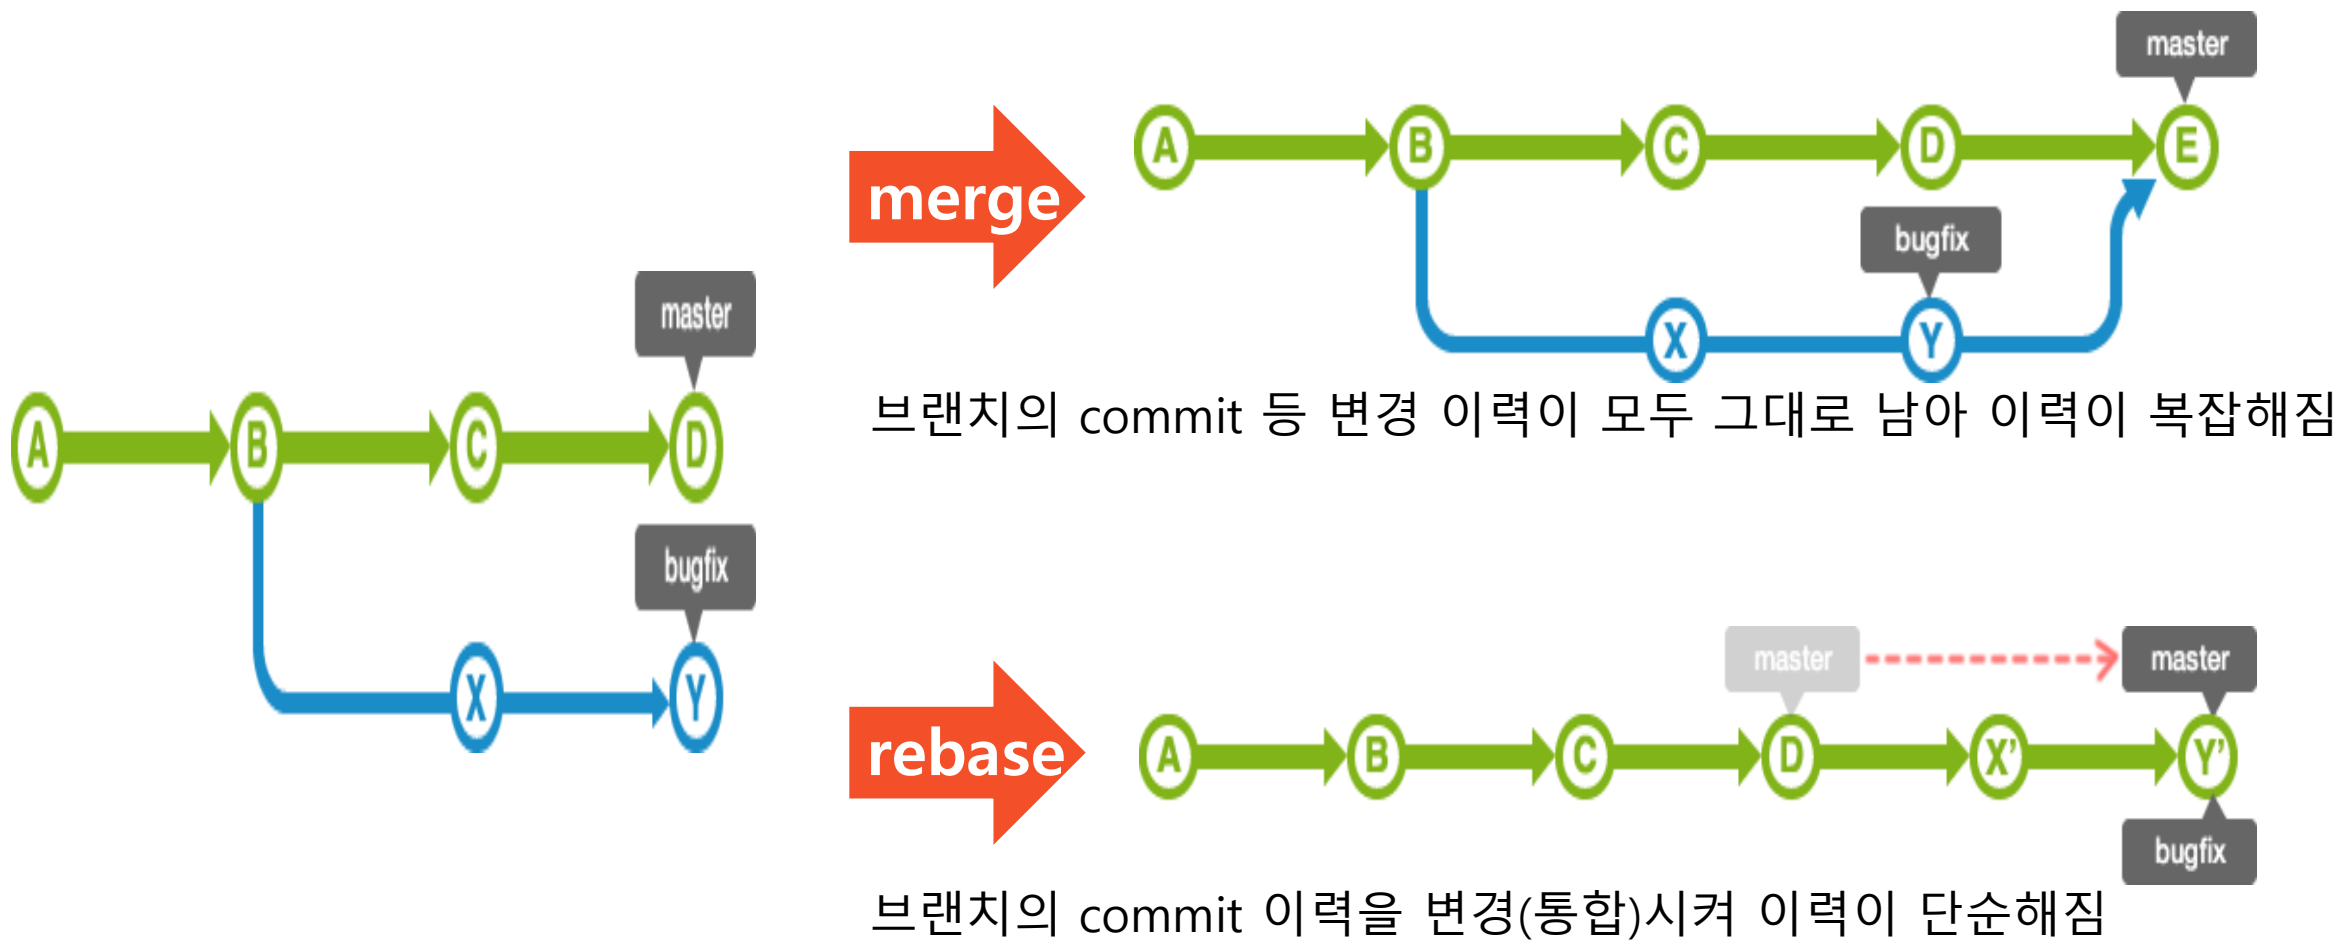 master
A B C D
bugfix
X Y
merge
master
A B C D E
bugfix
X Y
브랜치의 commit 등 변경 이력이 모두 그대로 남아 이력이 복잡해짐
rebase
master master
A B C D X' Y'
bugfix
브랜치의 commit 이력을 변경(통합)시켜 이력이 단순해짐